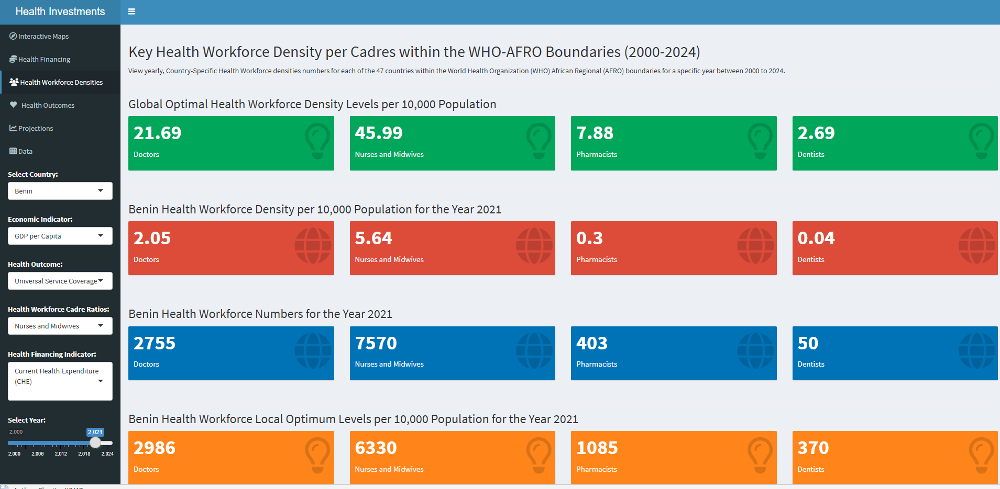 Health Investments
Interactive Maps
Health Financing
Health Workforce Densities
Health Outcomes
Projections
Data
Select Country:
Benin
Economic Indicator:
GDP per Capita
Health Outcome:
Universal Service Coverage
Health Workforce Cadre Ratios:
Nurses and Midwives
Health Financing Indicator:
Current Health Expenditure
(CHE)
Select Year:
2,000
2,021
2,000 2,006 2,012 2,018 2,024
Key Health Workforce Density per Cadres within the WHO-AFRO Boundaries (2000-2024)
View yearly, Country-Specific Health Workforce densities numbers for each of the 47 countries within the World Health Organization (WHO) African Regional (AFRO) boundaries for a specific year between 2000 to 2024.
Global Optimal Health Workforce Density Levels per 10,000 Population
21.69
Doctors
45.99
Nurses and Midwives
7.88
Pharmacists
2.69
Dentists
Benin Health Workforce Density per 10,000 Population for the Year 2021
2.05
Doctors
5.64
Nurses and Midwives
0.3
Pharmacists
0.04
Dentists
Benin Health Workforce Numbers for the Year 2021
2755
Doctors
7570
Nurses and Midwives
403
Pharmacists
50
Dentists
Benin Health Workforce Local Optimum Levels per 10,000 Population for the Year 2021
2986
Doctors
6330
Nurses and Midwives
1085
Pharmacists
370
Dentists